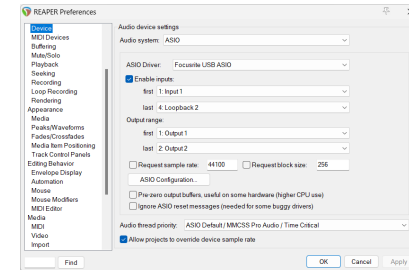 REAPER Preferences
Device
MIDI Devices
Buffering
Mute/Solo
Playback
Seeking
Recording
Loop Recording
Rendering
Appearance
Media
Peaks/Waveforms
Fades/Crossfades
Media Item Positioning
Track Control Panels
Editing Behavior
Envelope Display
Automation
Mouse
Mouse Modifiers
MIDI Editor
Media
MIDI
Video
Import
Find
Audio device settings
Audio system: ASIO
ASIO Driver: Focusrite USB ASIO
Enable inputs:
first 1: Input 1
last 4: Loopback 2
Output range:
first 1: Output 1
last 2: Output 2
Request sample rate: 44100 Request block size: 256
ASIO Configuration...
Pre-zero output buffers, useful on some hardware (higher CPU use)
Ignore ASIO reset messages (needed for some buggy drivers)
Audio thread priority: ASIO Default / MMCSS Pro Audio / Time Critical
Allow projects to override device sample rate
OK Cancel Apply